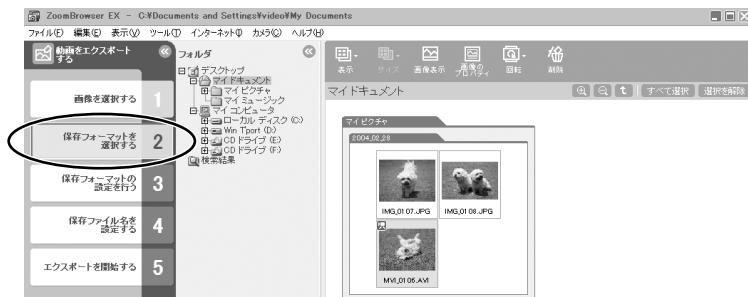 ZoomBrowser EX - C:¥Documents and Settings¥video¥My Documents
ファイル(F) 編集(E) 表示(V) ツール(T) インターネット(I) カメラ(C) ヘルプ(H)
動画をエクスポート
する
画像を選択する 1
保存フォーマットを
選択する 2
保存フォーマットの
設定を行う 3
保存ファイル名を
設定する 4
エクスポートを開始する 5
フォルダ
デスクトップ
マイドキュメント
マイピクチャ
マイミュージック
マイコンピュータ
ローカル ディスク (C:)
Win Tport (D:)
CD ドライブ (E:)
CD ドライブ (F:)
検索結果
表示 サイズ 画像表示 画像の
プロパティ 回転 削除
マイドキュメント すべて選択 選択を解除
マイピクチャ
2004_02_28
IMG_0107.JPG IMG_0108.JPG
MVI_0106.AVI